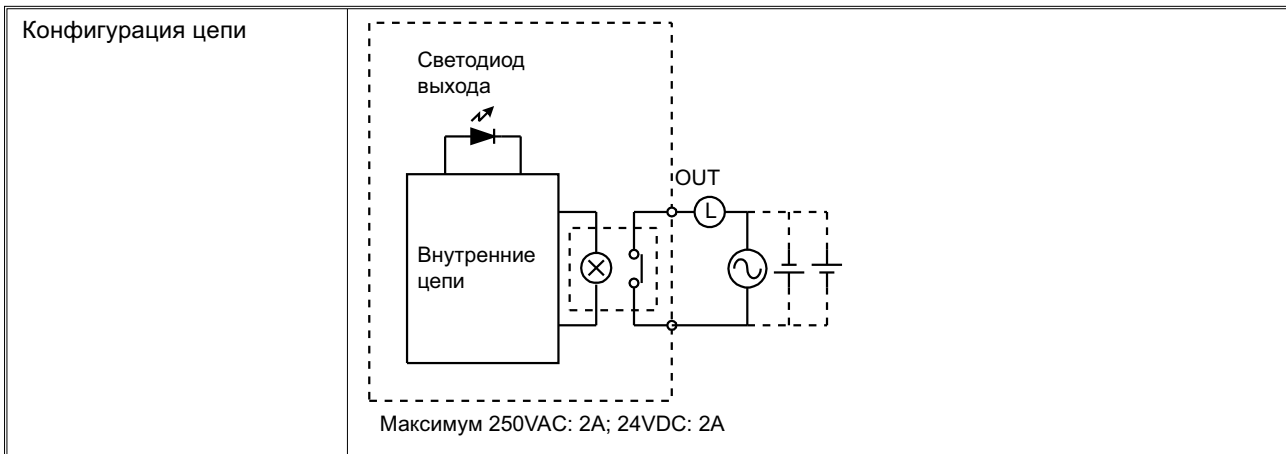 Конфигурация цепи
Светодиод
выхода
OUT
L
Внутренние
цепи
Максимум 250VAC: 2A; 24VDC: 2A